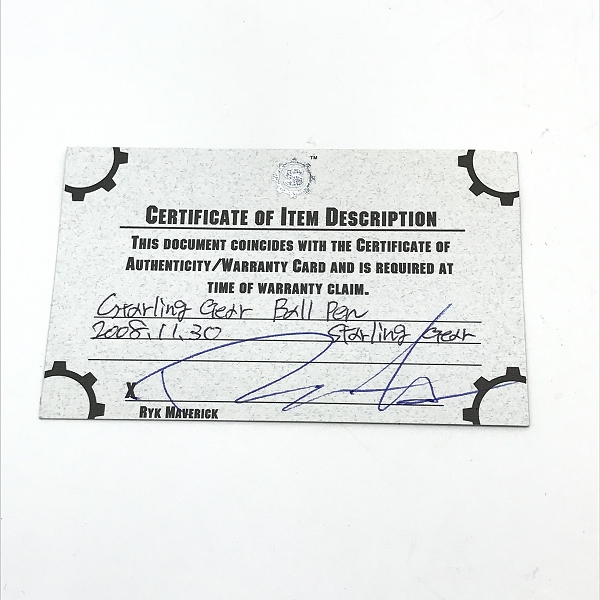 ™
CERTIFICATE OF ITEM DESCRIPTION
THIS DOCUMENT COINCIDES WITH THE CERTIFICATE OF
AUTHENTICITY/WARRANTY CARD AND IS REQUIRED AT
TIME OF WARRANTY CLAIM.
Starling Gear Ball Pen
2008.11.30 Starling Gear
X
RYK MAVERICK